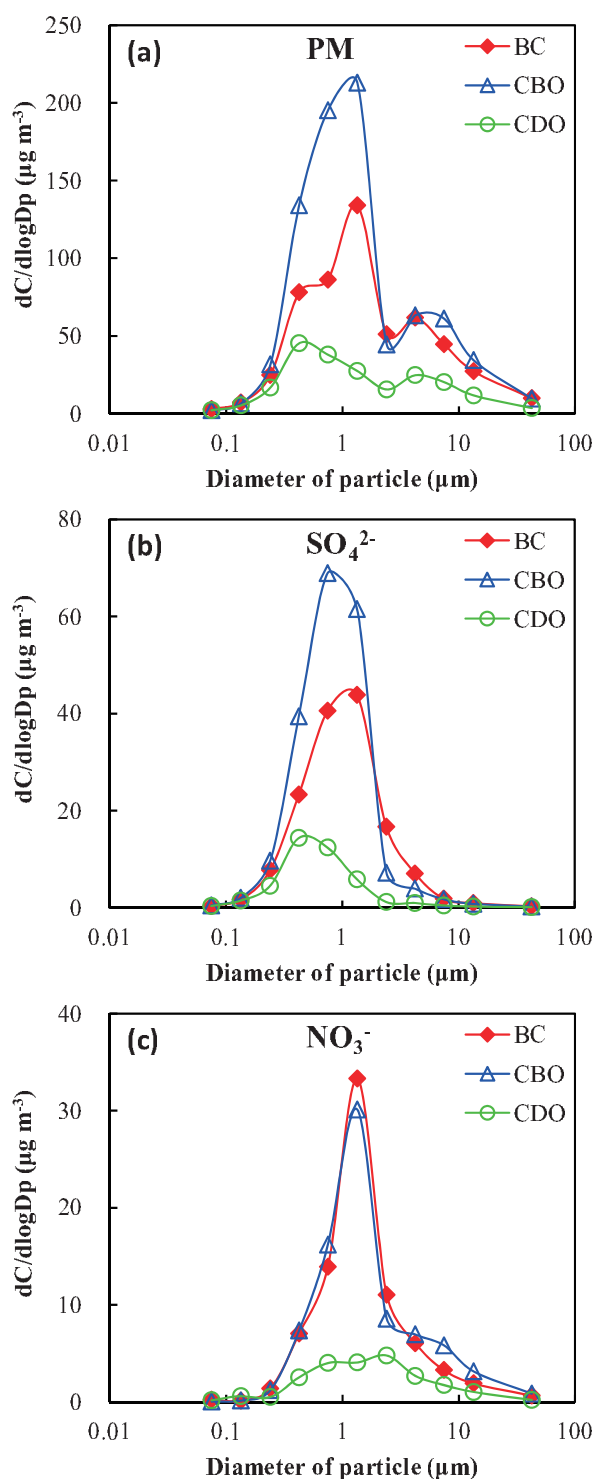 250
(a)
PM
BC
200
CBO
CDO
150
100
50
0
0.01
0.1
1
10
100
dC/dlogDp (µg m⁻³)
Diameter of particle (µm)
80
(b)
SO₄²⁻
BC
CBO
60
CDO
40
20
0
0.01
0.1
1
10
100
dC/dlogDp (µg m⁻³)
Diameter of particle (µm)
40
(c)
NO₃⁻
BC
CBO
30
CDO
20
10
0
0.01
0.1
1
10
100
dC/dlogDp (µg m⁻³)
Diameter of particle (µm)